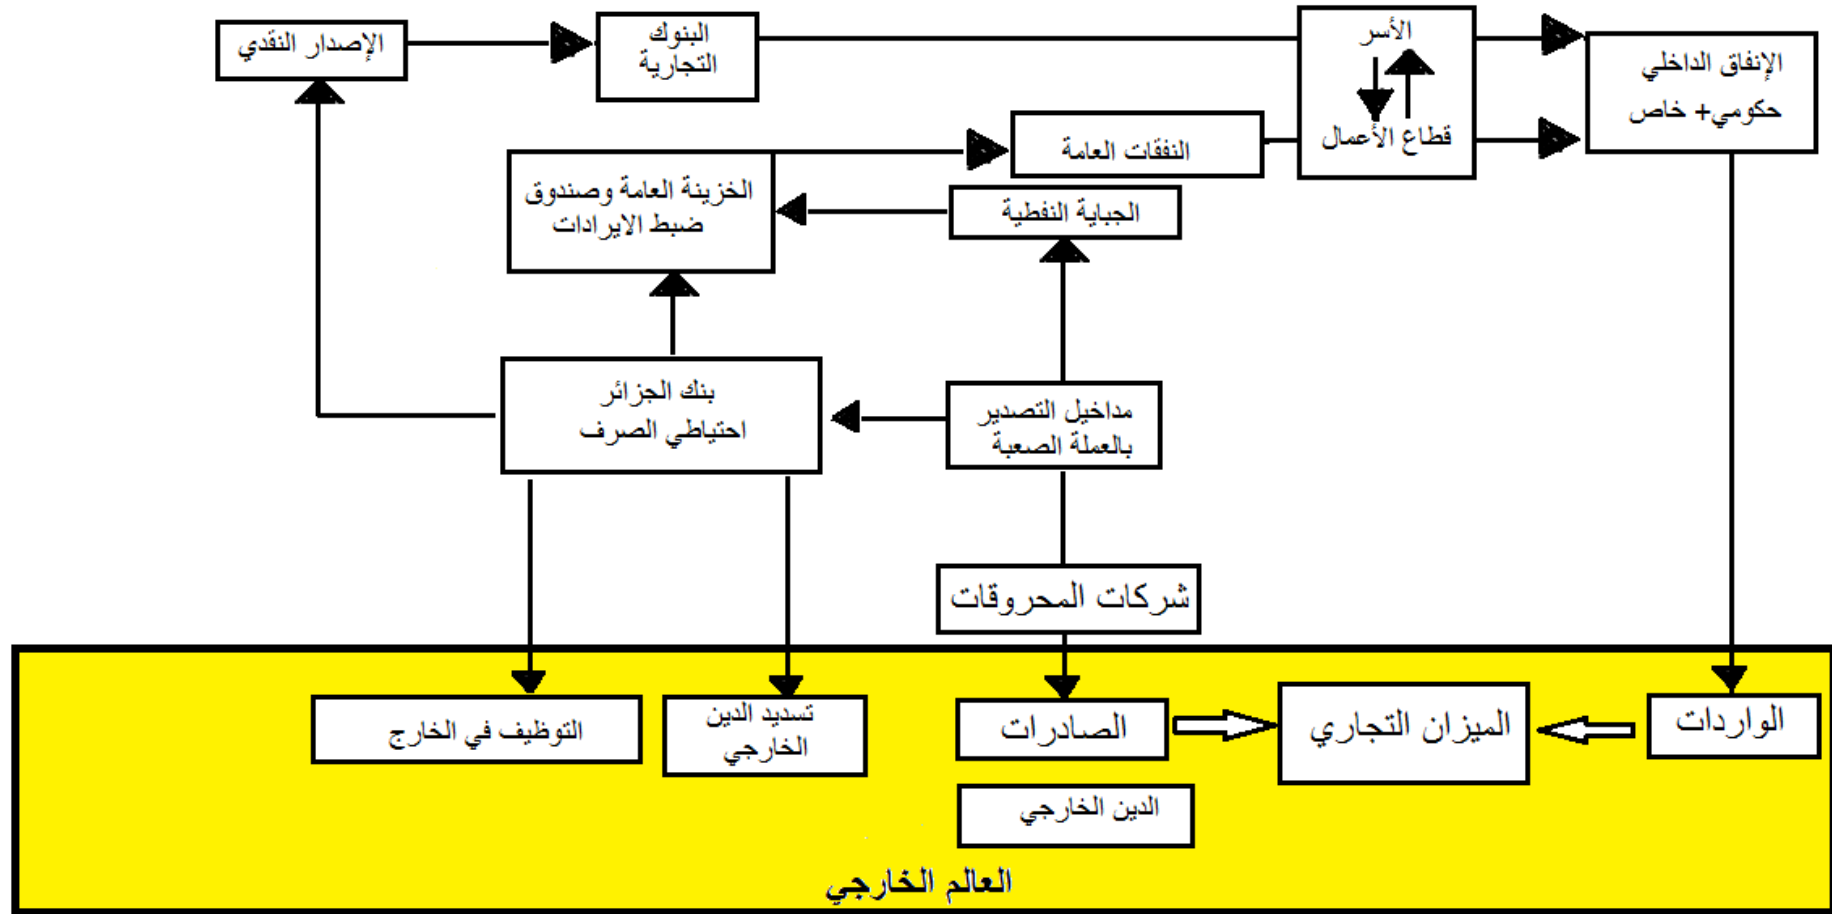 الأسر
قطاع الأعمال
الإنفاق الداخلي
حكومي+ خاص
البنوك
التجارية
الإصدار النقدي
النفقات العامة
الخزينة العامة وصندوق
ضبط الايرادات
الجباية النفطية
مداخيل التصدير
بالعملة الصعبة
بنك الجزائر
احتياطي الصرف
شركات المحروقات
الواردات
الميزان التجاري
الصادرات
تسديد الدين
الخارجي
التوظيف في الخارج
الدين الخارجي
العالم الخارجي